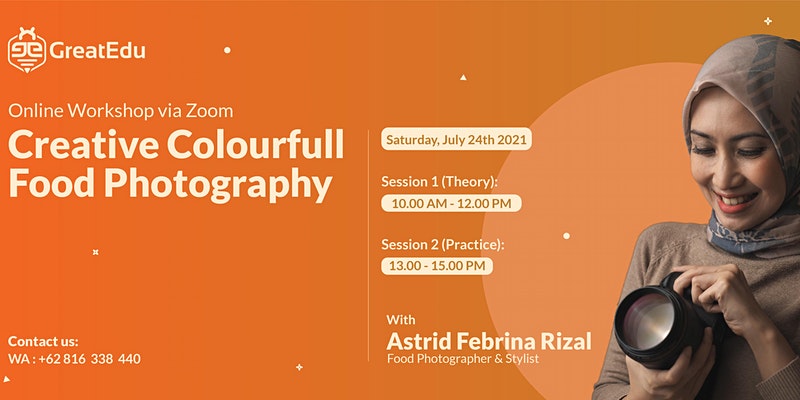 GreatEdu
Online Workshop via Zoom
Creative Colourfull
Food Photography
Contact us:
WA : +62 816 338 440
Saturday, July 24th 2021
Session 1 (Theory):
10.00 AM - 12.00 PM
Session 2 (Practice):
13.00 - 15.00 PM
With
Astrid Febrina Rizal
Food Photographer & Stylist